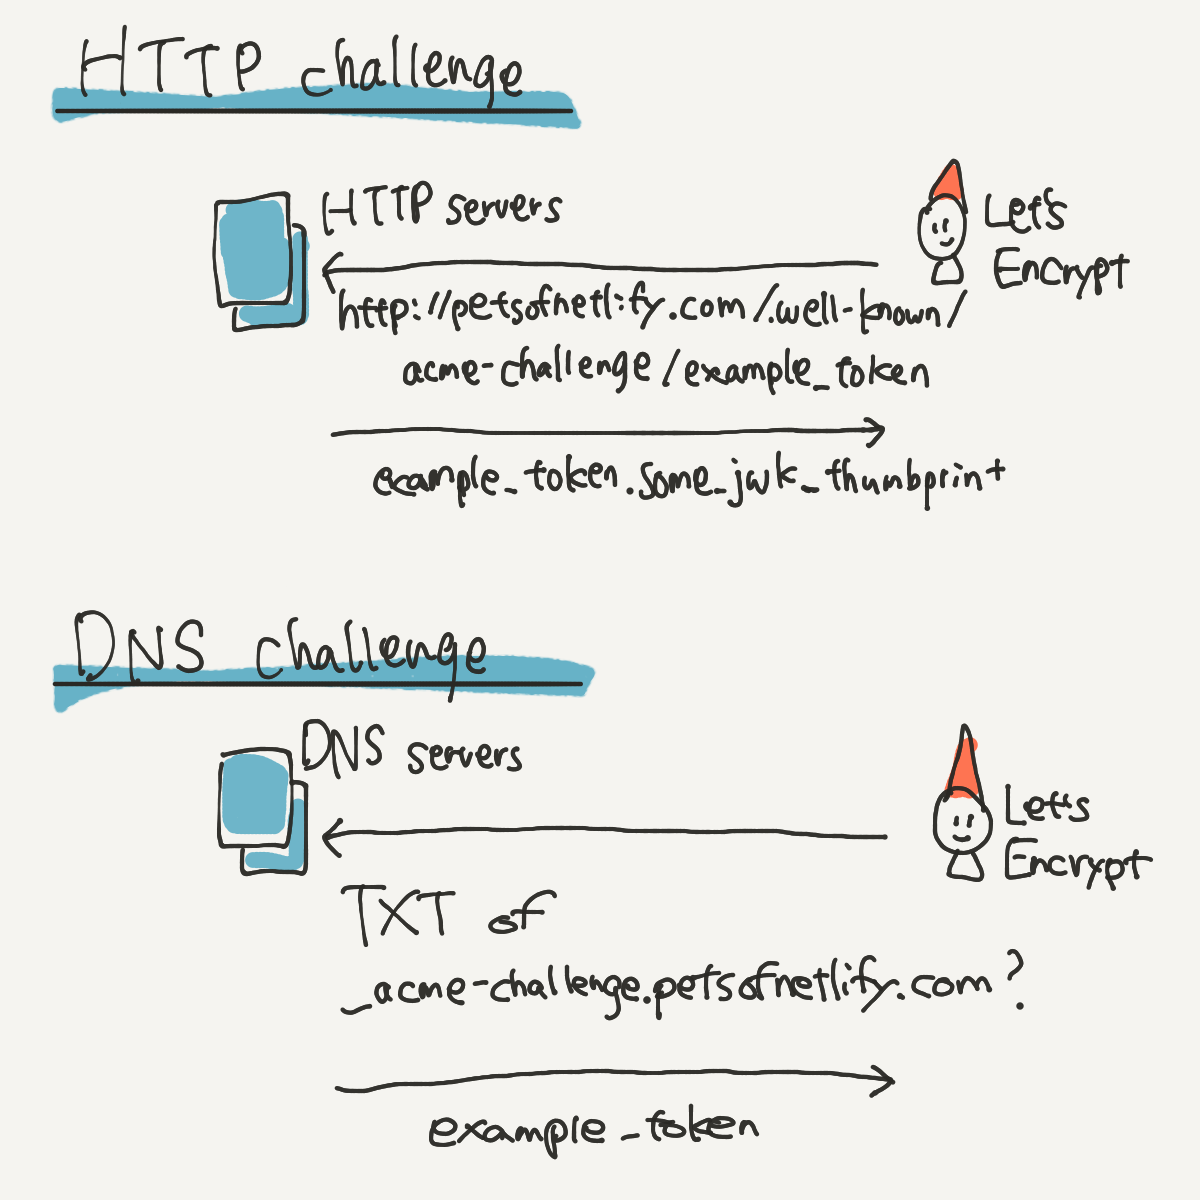 HTTP challenge
HTTP servers
Let's
Encrypt
http://petsofnetlify.com/.well-known/
acme-challenge/example_token
example_token.some_jwk_thumbprint
DNS challenge
DNS servers
Let's
Encrypt
TXT of
_acme-challenge.petsofnetlify.com?
example_token